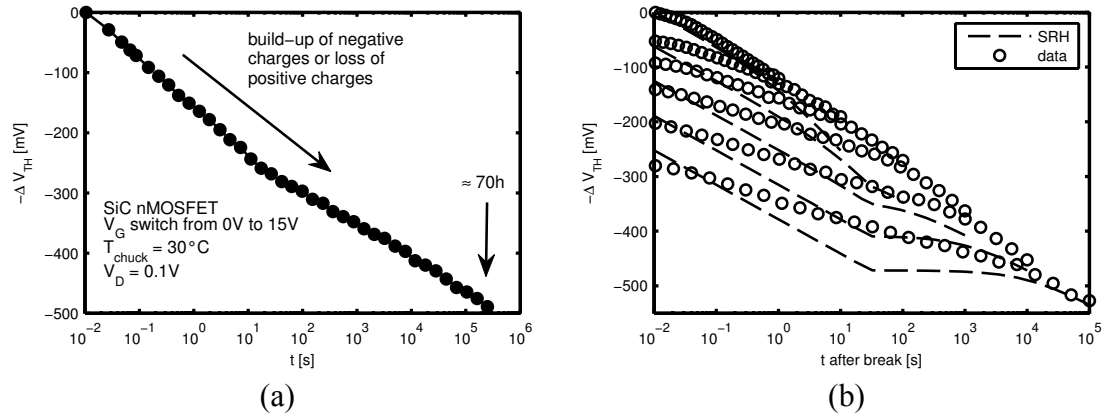 0
−100
−200
−300
−400
−500
−Δ V_TH [mV]
10^−2 10^−1 10^0 10^1 10^2 10^3 10^4 10^5 10^6
t [s]
build−up of negative
charges or loss of
positive charges
≈ 70h
SiC nMOSFET
V_G switch from 0V to 15V
T_chuck = 30°C
V_D = 0.1V
(a)
0
−100
−200
−300
−400
−500
−Δ V_TH [mV]
10^−2 10^−1 10^0 10^1 10^2 10^3 10^4 10^5
t after break [s]
SRH
data
(b)